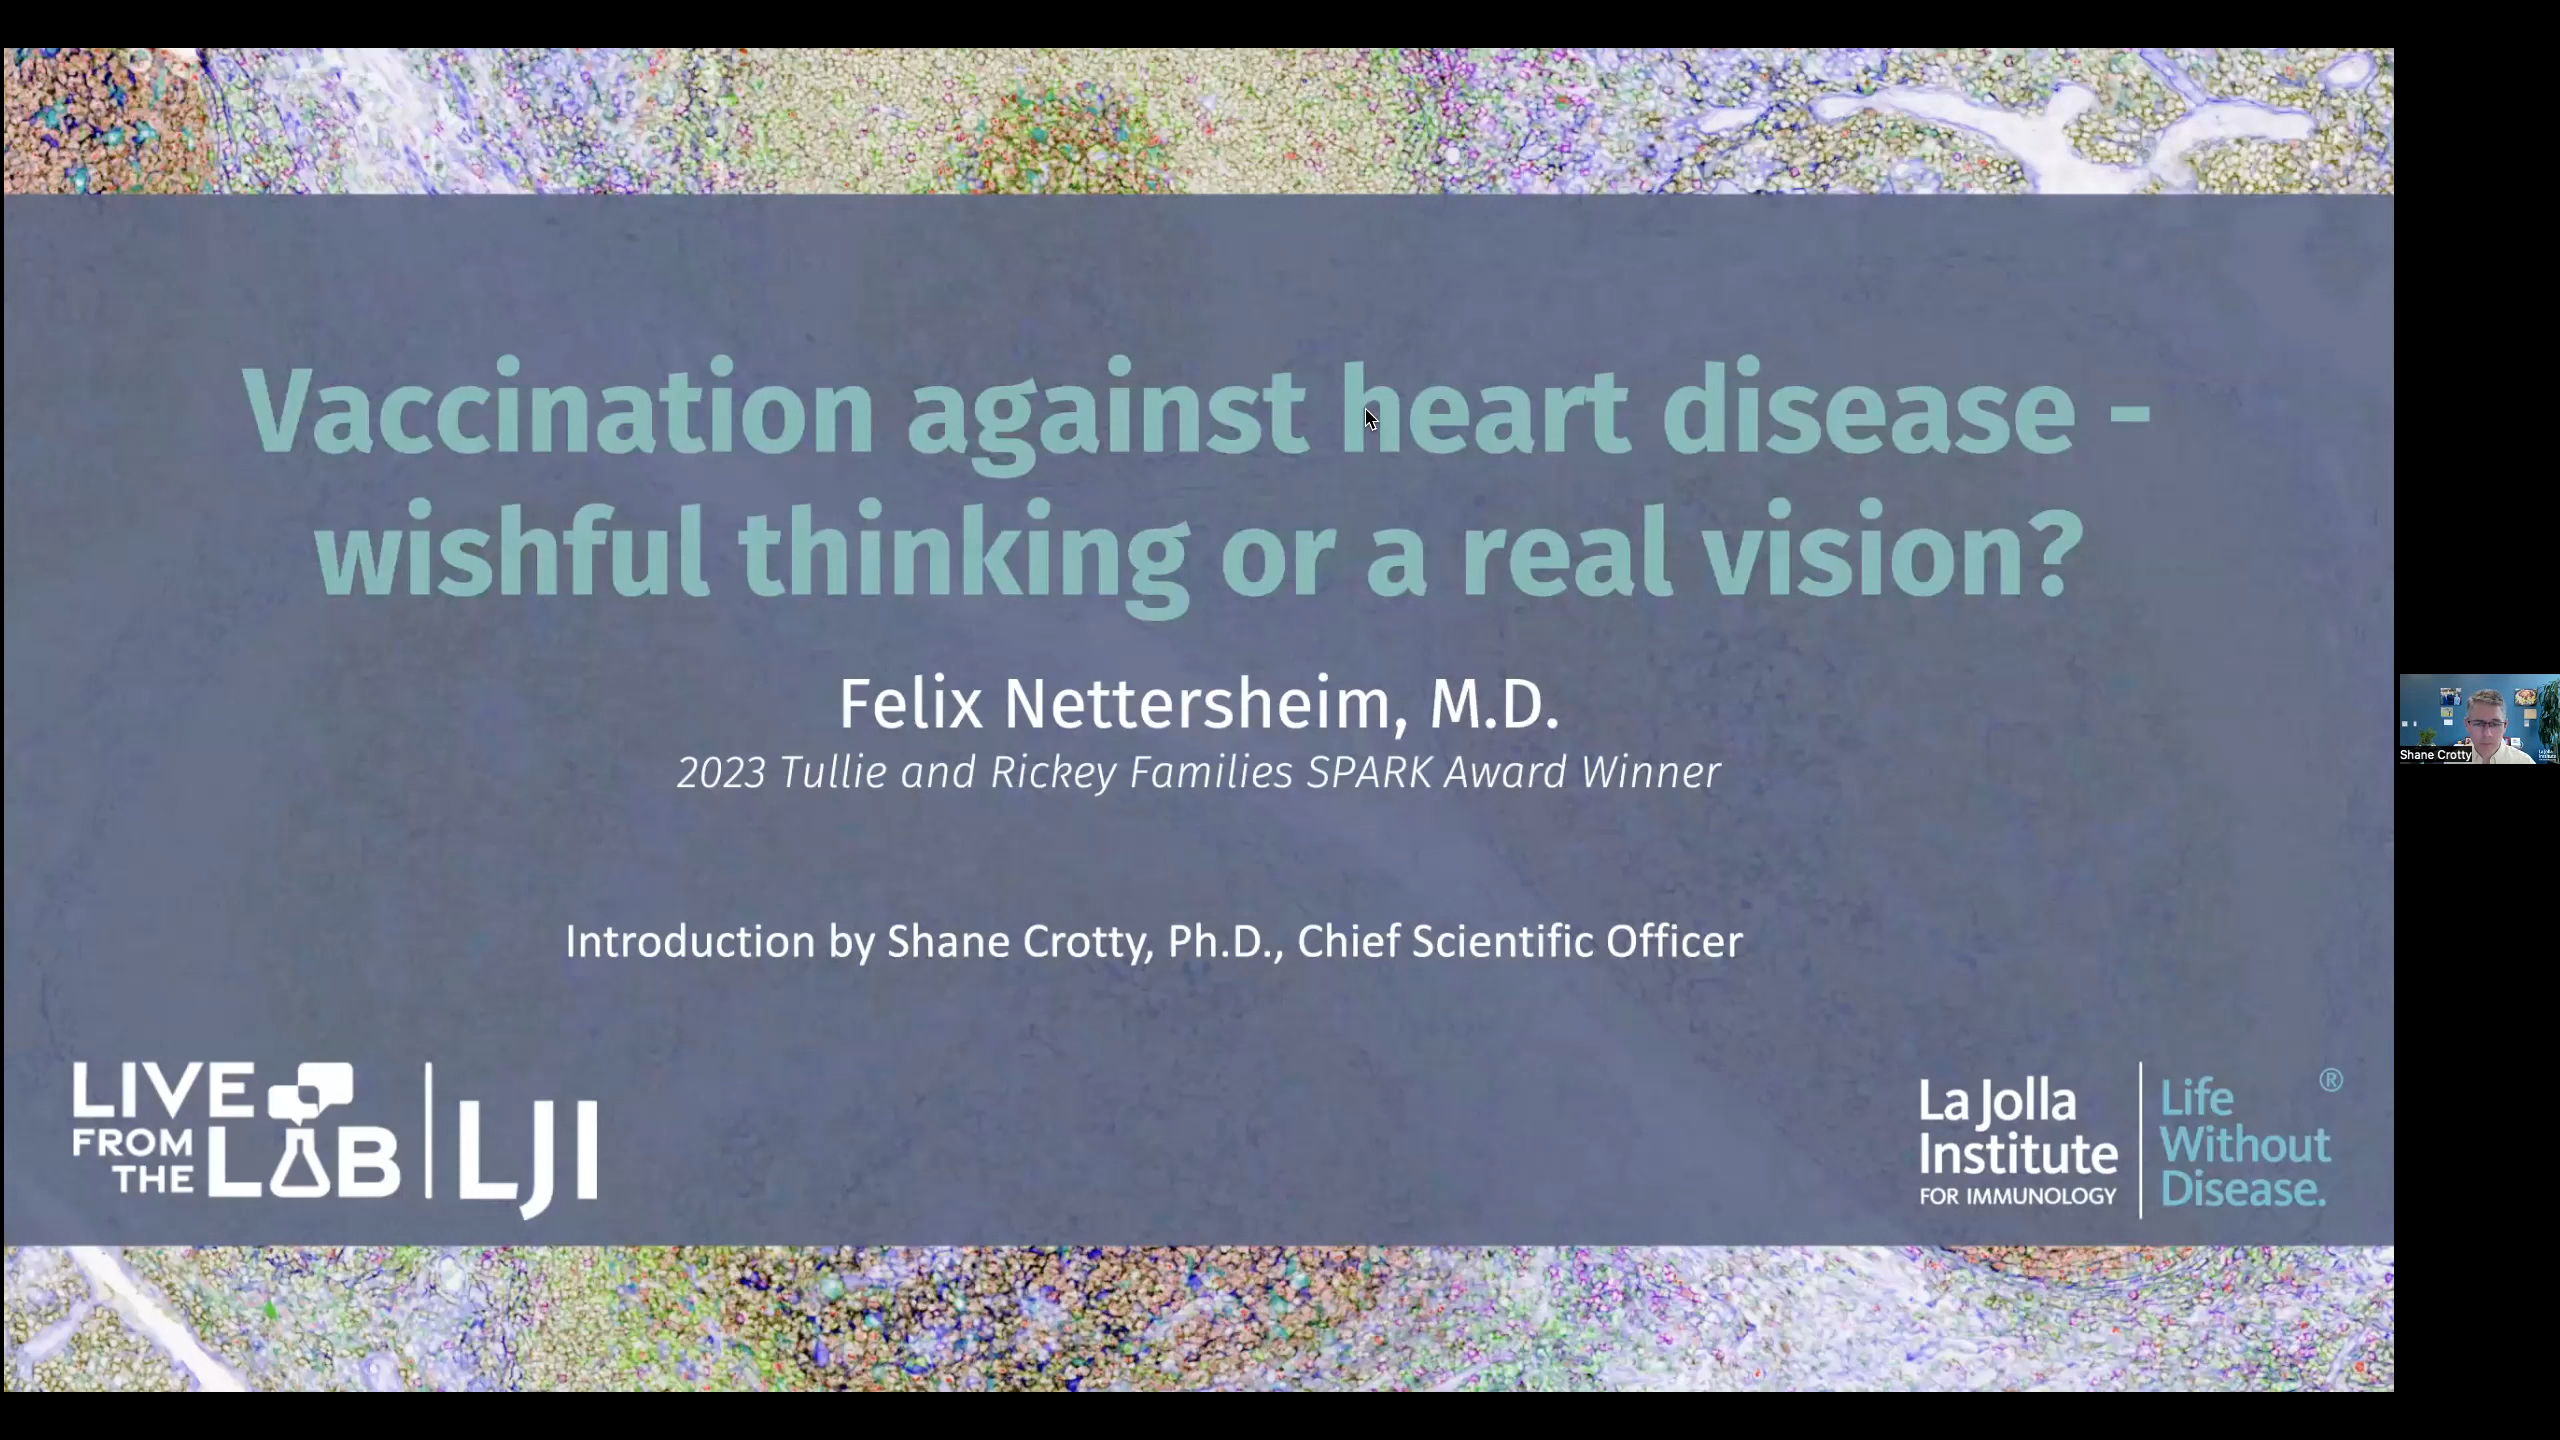 Vaccination against heart disease -
wishful thinking or a real vision?
Felix Nettersheim, M.D.
2023 Tullie and Rickey Families SPARK Award Winner
Shane Crotty
Introduction by Shane Crotty, Ph.D., Chief Scientific Officer
LIVE
FROM
THE LAB
LJI
La Jolla
Institute
FOR IMMUNOLOGY
Life
Without
Disease.
®